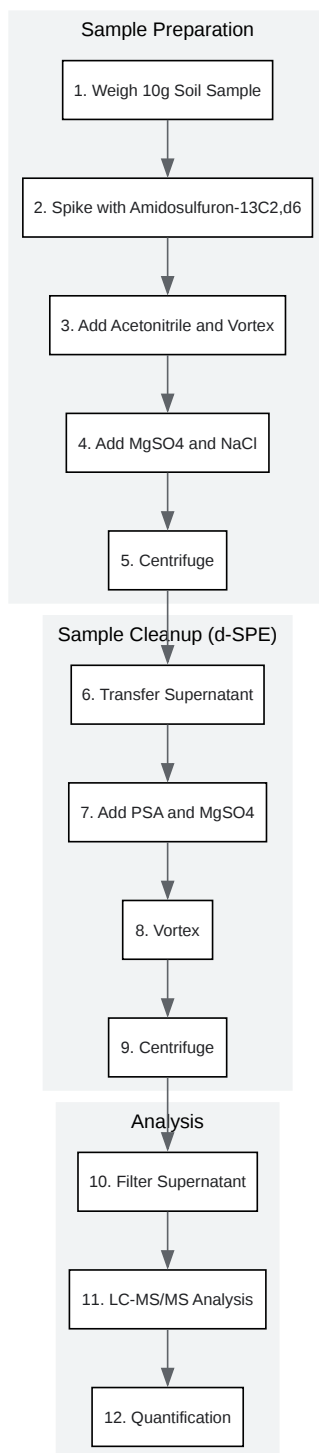 Sample Preparation
1. Weigh 10g Soil Sample
2. Spike with Amidosulfuron-13C2,d6
3. Add Acetonitrile and Vortex
4. Add MgSO4 and NaCl
5. Centrifuge
Sample Cleanup (d-SPE)
6. Transfer Supernatant
7. Add PSA and MgSO4
8. Vortex
9. Centrifuge
Analysis
10. Filter Supernatant
11. LC-MS/MS Analysis
12. Quantification